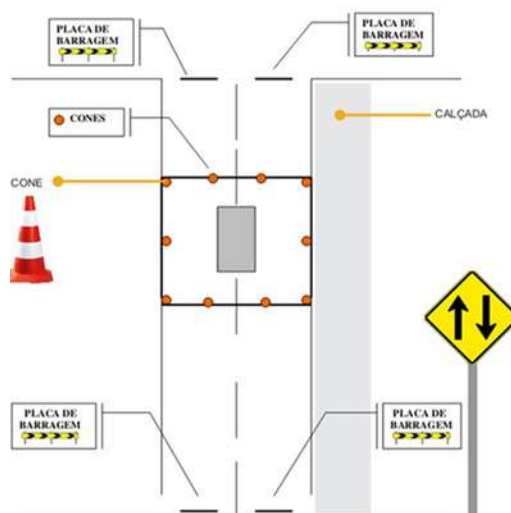 PLACA DE
BARRAGEM
PLACA DE
BARRAGEM
CONES
CALÇADA
CONE
PLACA DE
BARRAGEM
PLACA DE
BARRAGEM